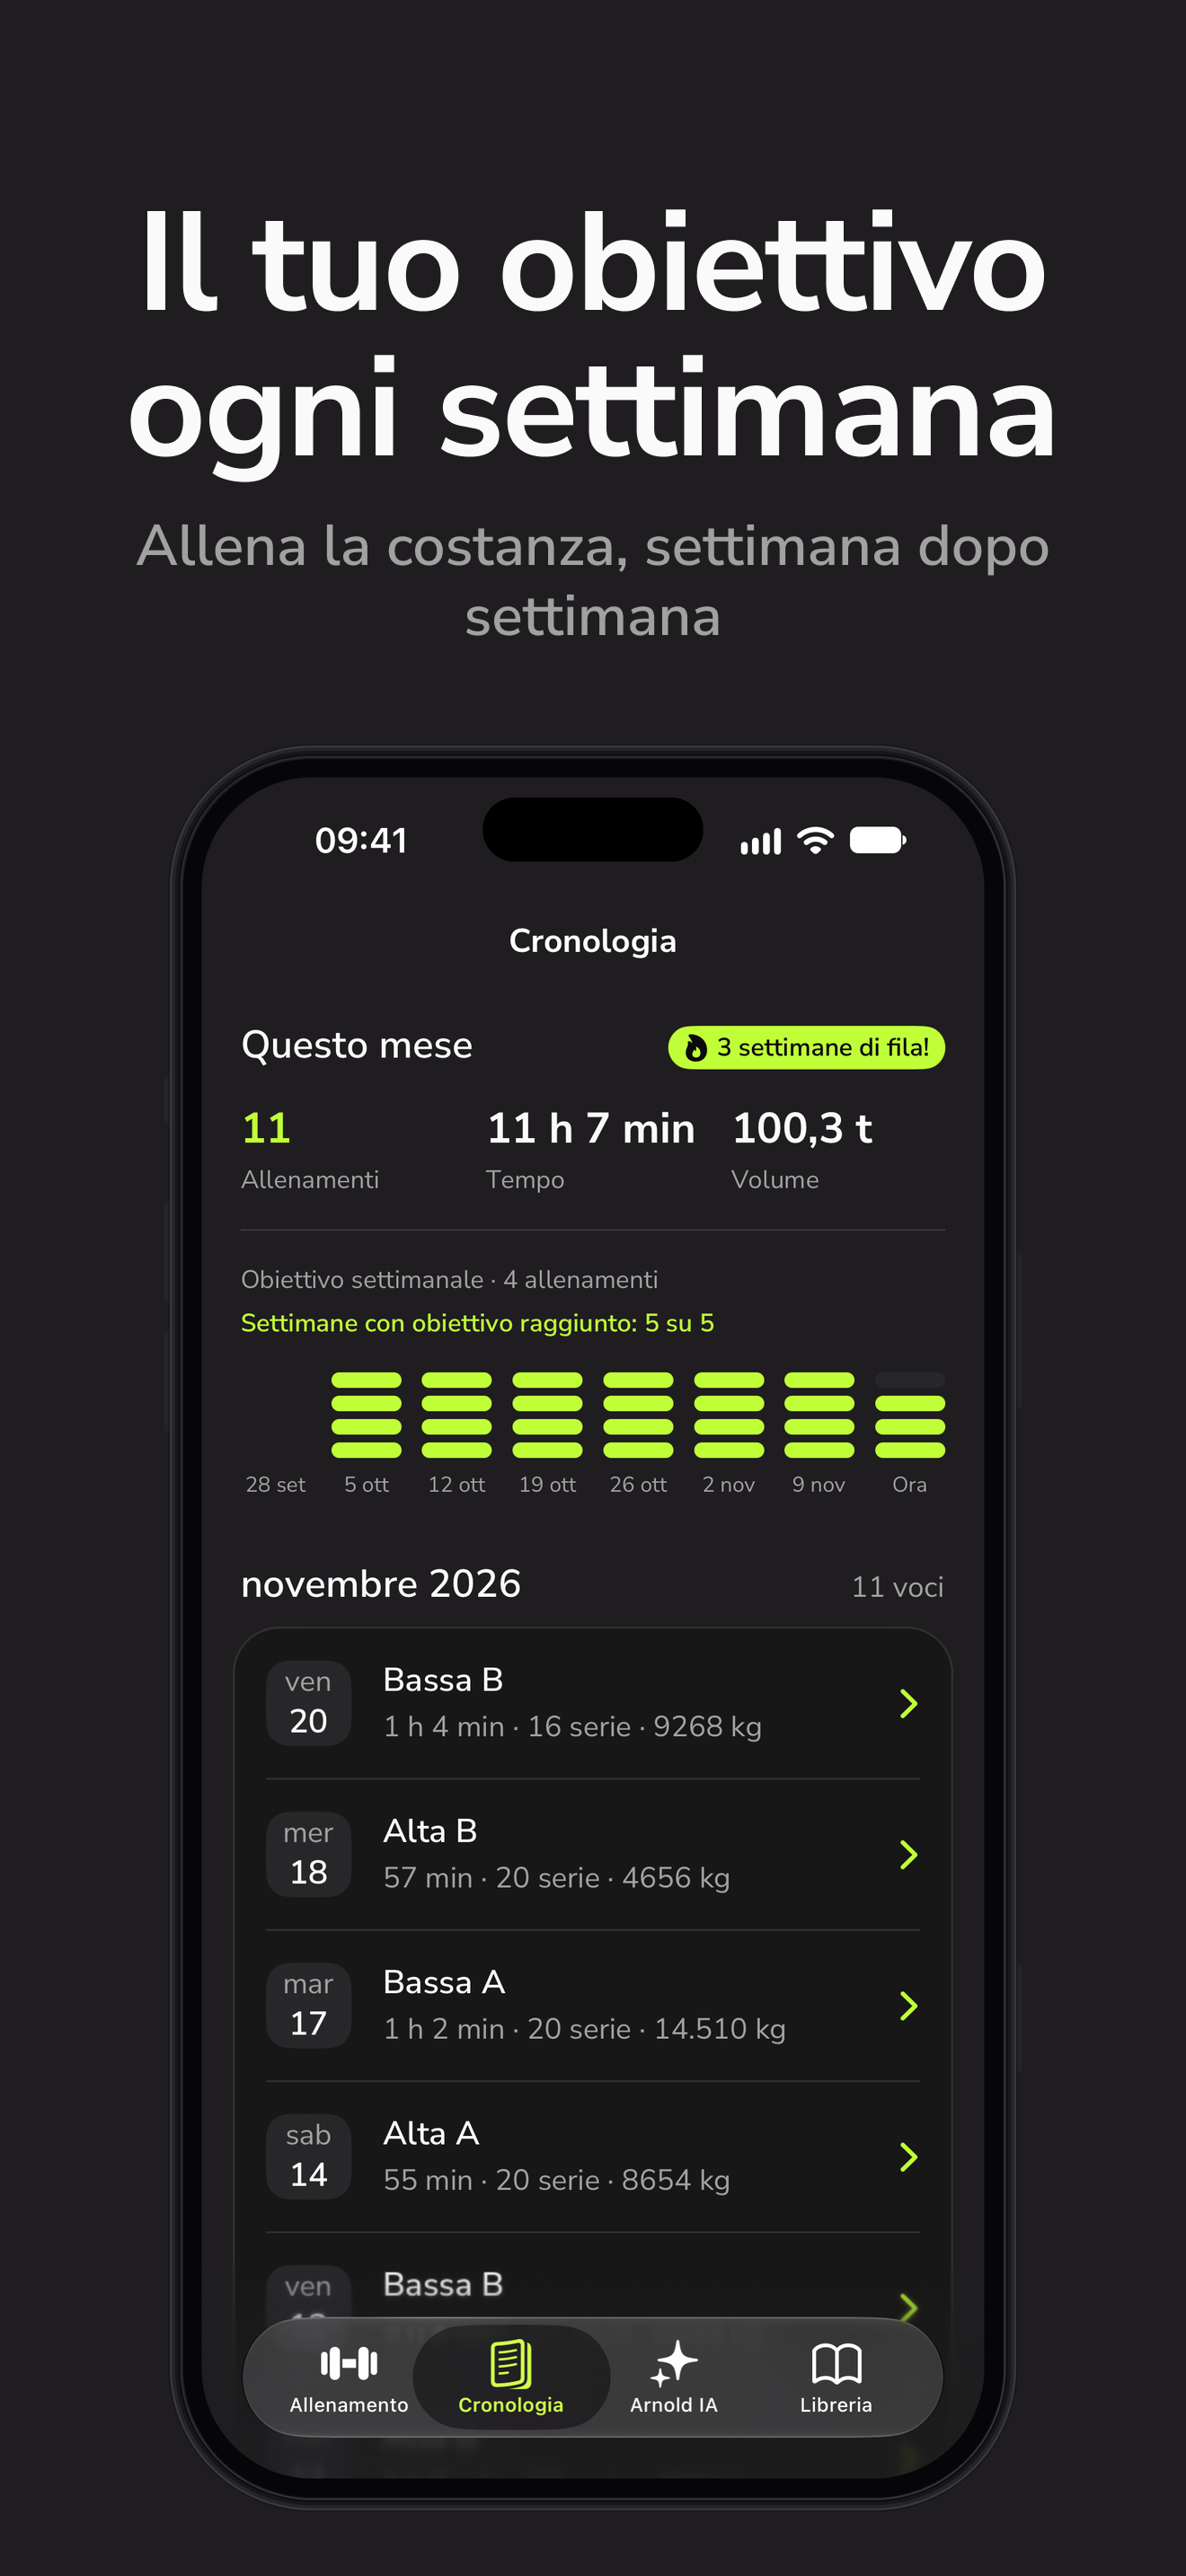 Il tuo obiettivo
ogni settimana
Allena la costanza, settimana dopo
settimana
09:41
Cronologia
Questo mese
3 settimane di fila!
11
11 h 7 min
100,3 t
Allenamenti
Tempo
Volume
Obiettivo settimanale · 4 allenamenti
Settimane con obiettivo raggiunto: 5 su 5
28 set
5 ott
12 ott
19 ott
26 ott
2 nov
9 nov
Ora
novembre 2026
11 voci
ven
20
Bassa B
1 h 4 min · 16 serie · 9268 kg
mer
18
Alta B
57 min · 20 serie · 4656 kg
mar
17
Bassa A
1 h 2 min · 20 serie · 14.510 kg
sab
14
Alta A
55 min · 20 serie · 8654 kg
ven
Bassa B
Allenamento
Cronologia
Arnold IA
Libreria